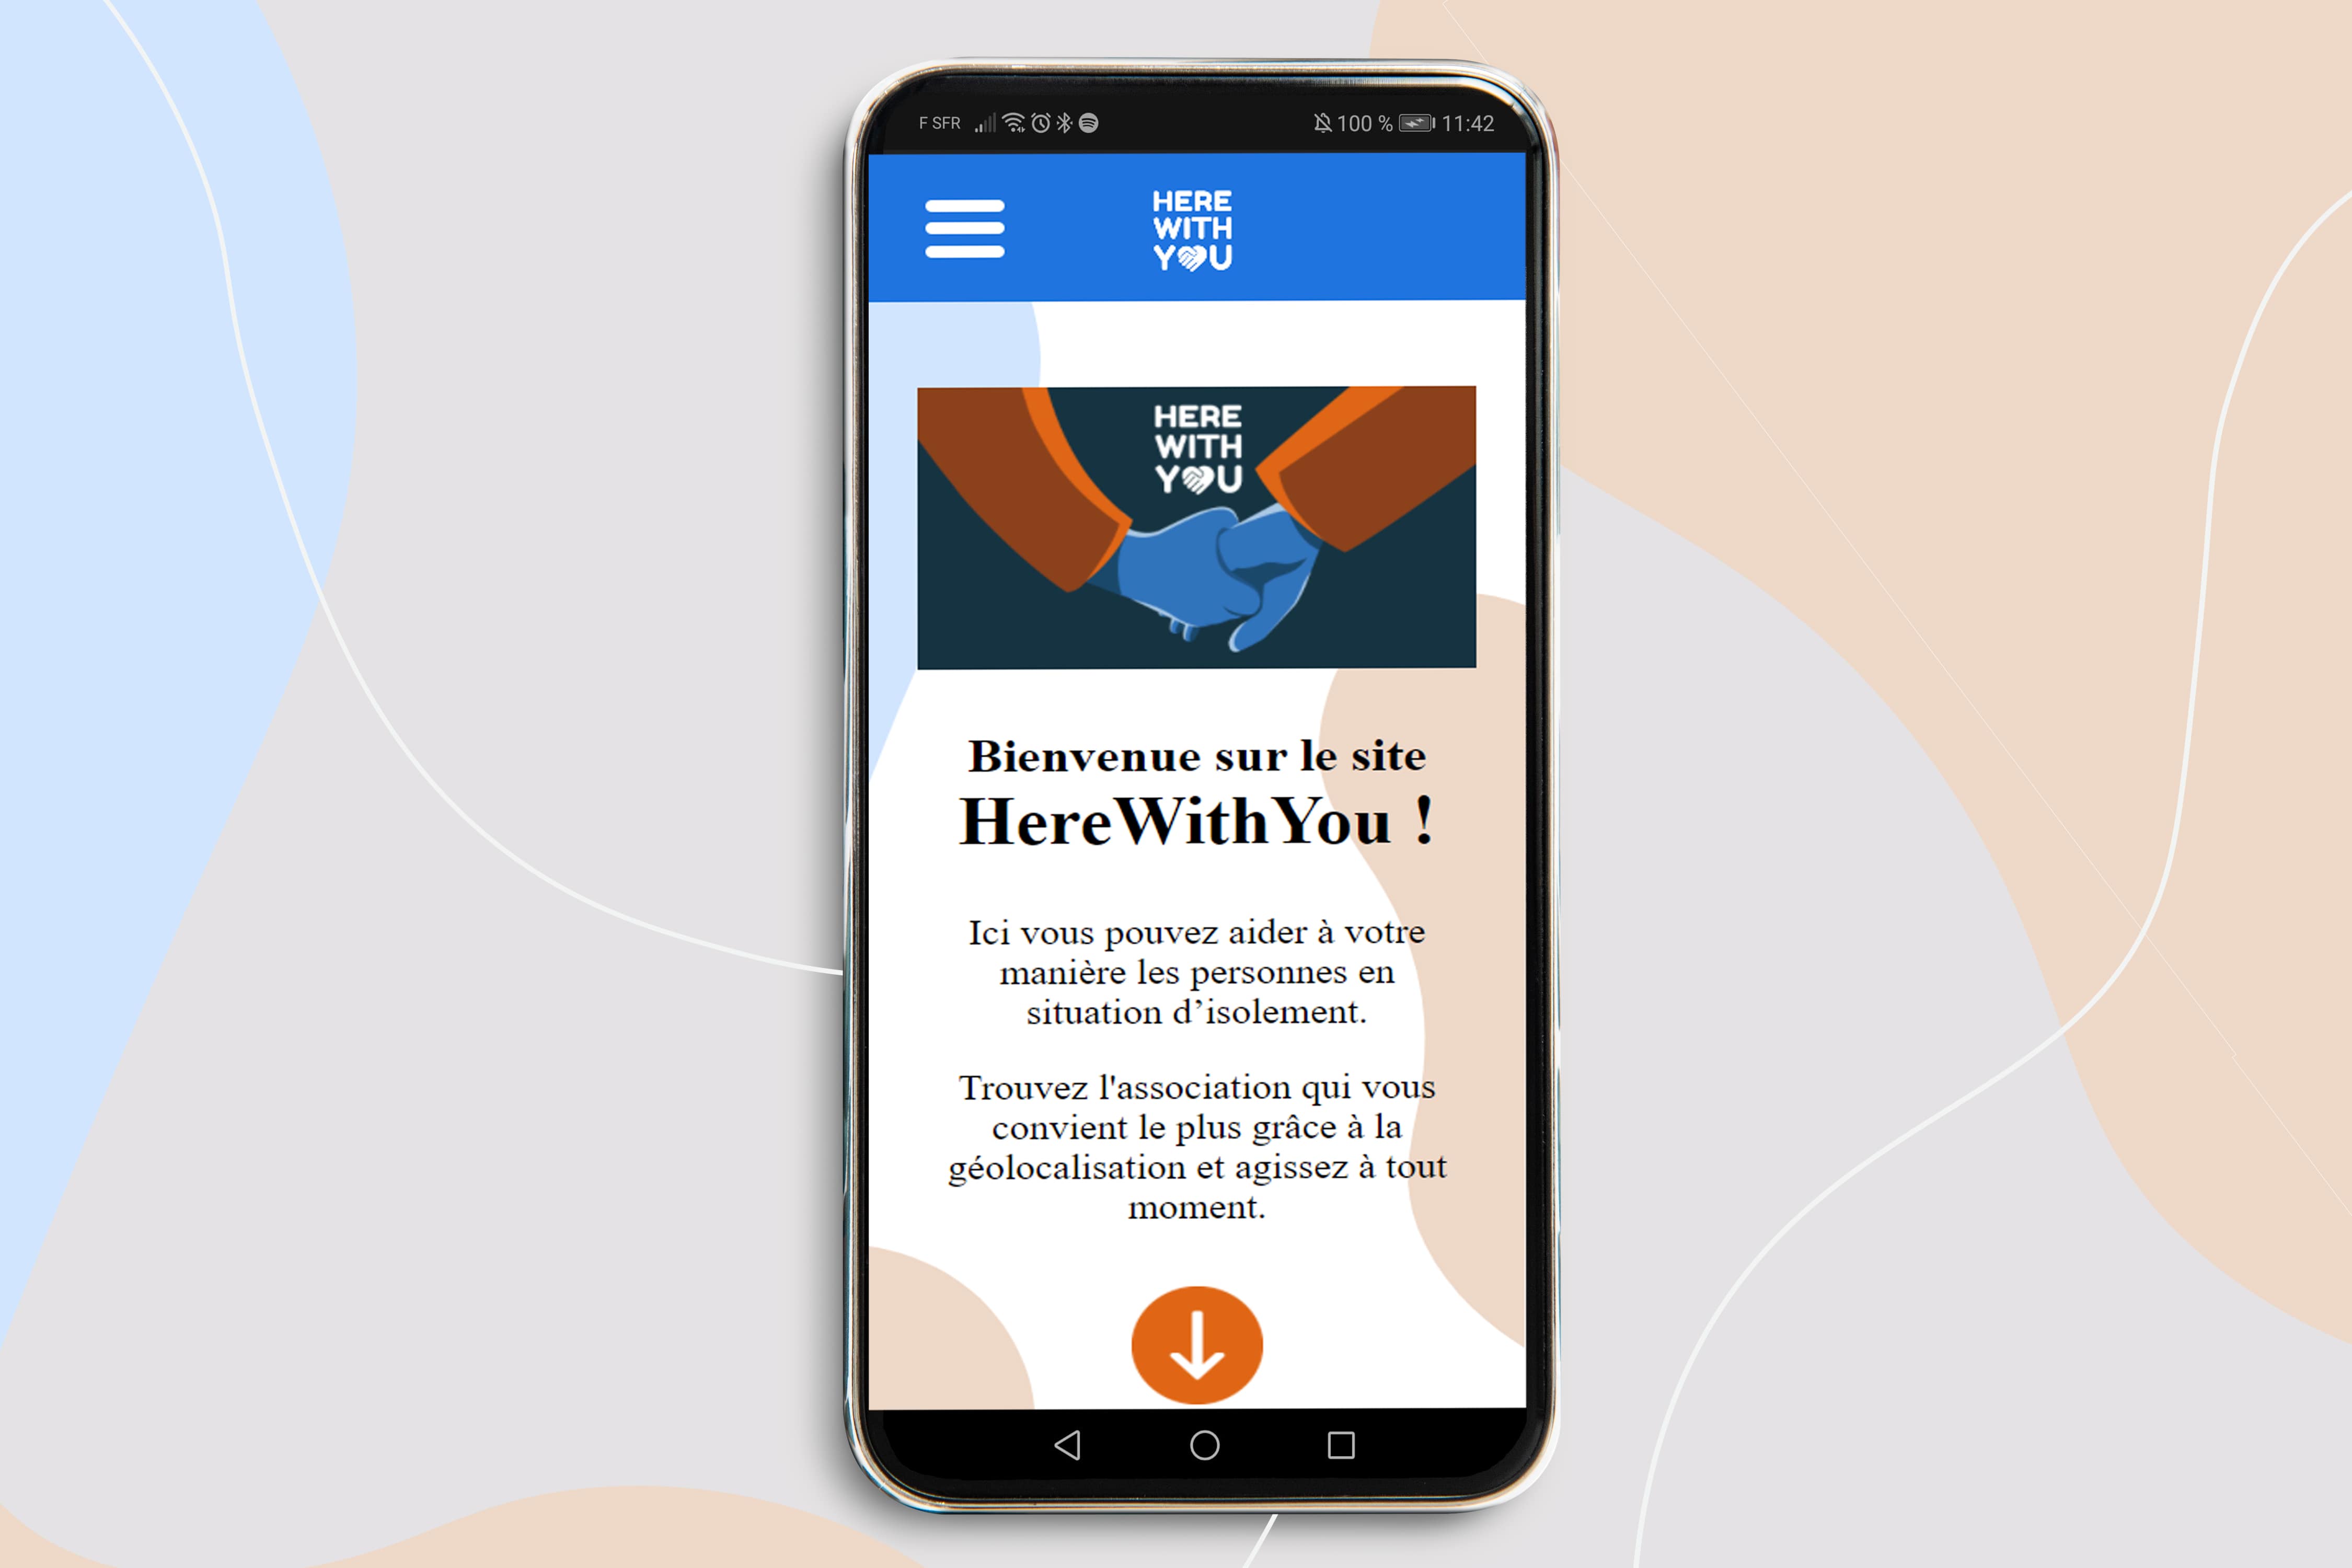 F SFR 100 % 11:42
HERE
WITH
YOU
HERE
WITH
YOU
Bienvenue sur le site
HereWithYou !
Ici vous pouvez aider à votre
manière les personnes en
situation d’isolement.
Trouvez l'association qui vous
convient le plus grâce à la
géolocalisation et agissez à tout
moment.